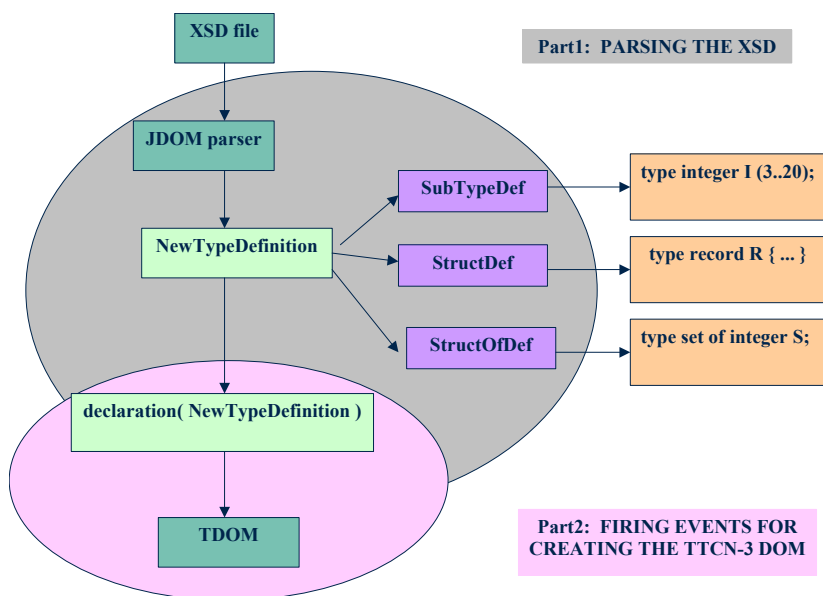 XSD file
Part1:  PARSING THE XSD
JDOM parser
SubTypeDef
type integer I (3..20);
NewTypeDefinition
StructDef
type record R { ... }
StructOfDef
type set of integer S;
declaration( NewTypeDefinition )
TDOM
Part2:  FIRING EVENTS FOR
CREATING THE TTCN-3 DOM